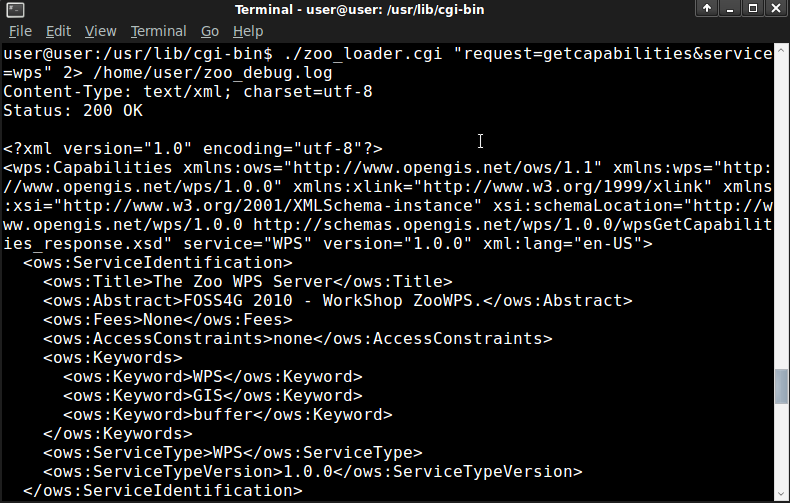 Terminal - user@user: /usr/lib/cgi-bin
File Edit View Terminal Go Help
user@user:/usr/lib/cgi-bin$ ./zoo_loader.cgi "request=getcapabilities&service
=wps" 2> /home/user/zoo_debug.log
Content-Type: text/xml; charset=utf-8
Status: 200 OK
<?xml version="1.0" encoding="utf-8"?>
<wps:Capabilities xmlns:ows="http://www.opengis.net/ows/1.1" xmlns:wps="http:
//www.opengis.net/wps/1.0.0" xmlns:xlink="http://www.w3.org/1999/xlink" xmlns
:xsi="http://www.w3.org/2001/XMLSchema-instance" xsi:schemaLocation="http://w
ww.opengis.net/wps/1.0.0 http://schemas.opengis.net/wps/1.0.0/wpsGetCapabilit
ies_response.xsd" service="WPS" version="1.0.0" xml:lang="en-US">
  <ows:ServiceIdentification>
    <ows:Title>The Zoo WPS Server</ows:Title>
    <ows:Abstract>FOSS4G 2010 - WorkShop ZooWPS.</ows:Abstract>
    <ows:Fees>None</ows:Fees>
    <ows:AccessConstraints>none</ows:AccessConstraints>
    <ows:Keywords>
      <ows:Keyword>WPS</ows:Keyword>
      <ows:Keyword>GIS</ows:Keyword>
      <ows:Keyword>buffer</ows:Keyword>
    </ows:Keywords>
    <ows:ServiceType>WPS</ows:ServiceType>
    <ows:ServiceTypeVersion>1.0.0</ows:ServiceTypeVersion>
  </ows:ServiceIdentification>